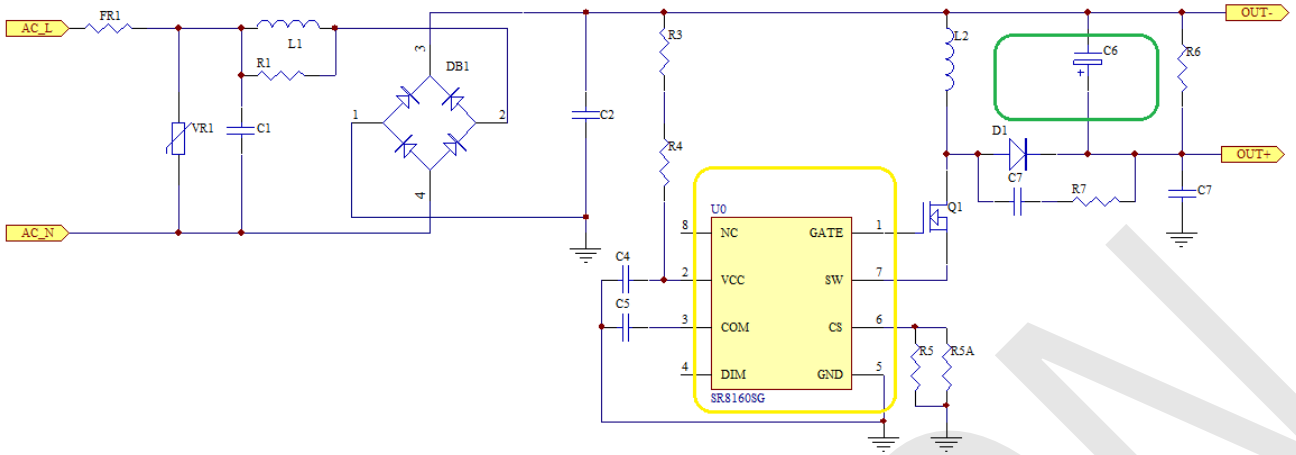 AC_L
FR1
L1
R1
VR1
C1
AC_N
DB1
3
1
2
4
C2
R3
R4
L2
C6
+
R6
OUT-
D1
OUT+
C7
R7
C7
Q1
U0
8 NC GATE 1
2 VCC SW 7
3 COM CS 6
4 DIM GND 5
SR8160SG
C4
C5
R5
R5A